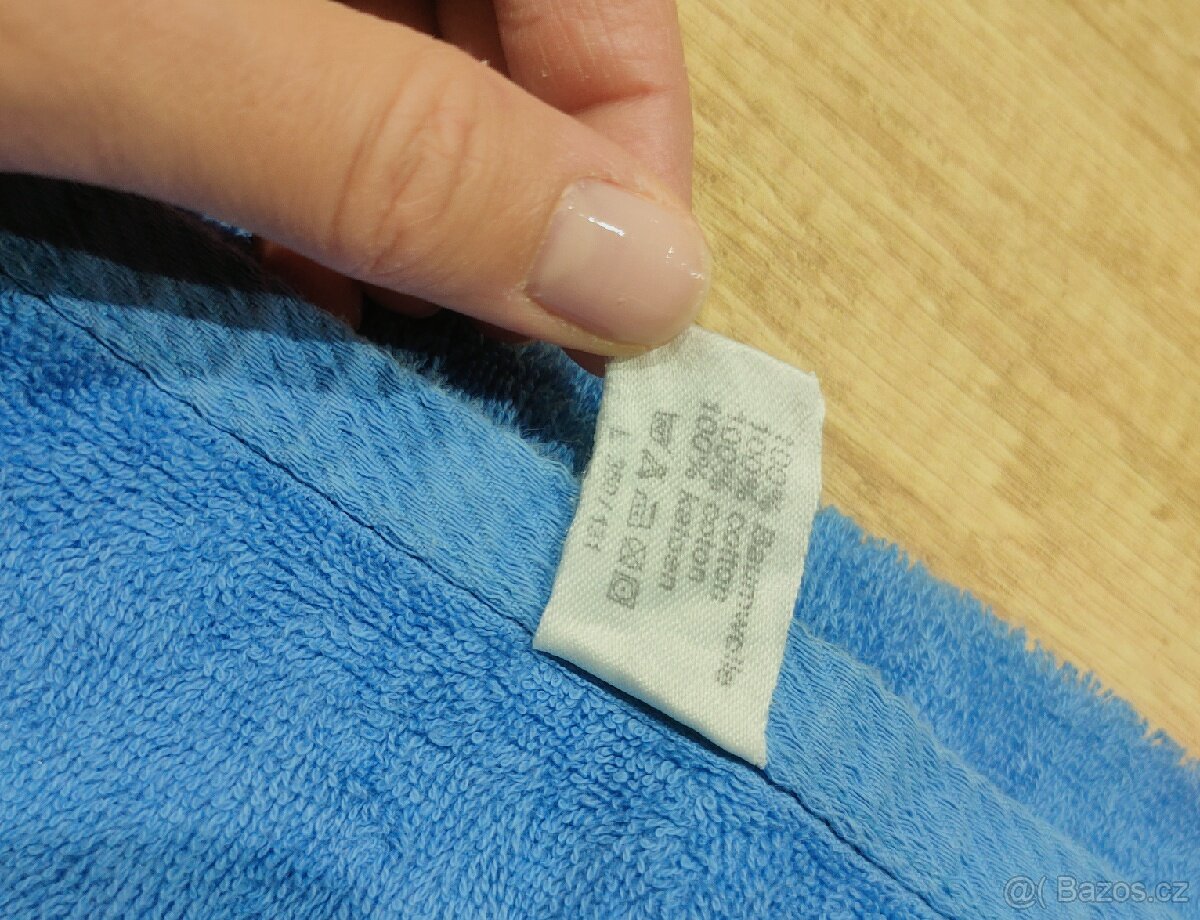 100% Baumwolle
100% cotton
100% coton
100% katoen
@( Bazos.cz